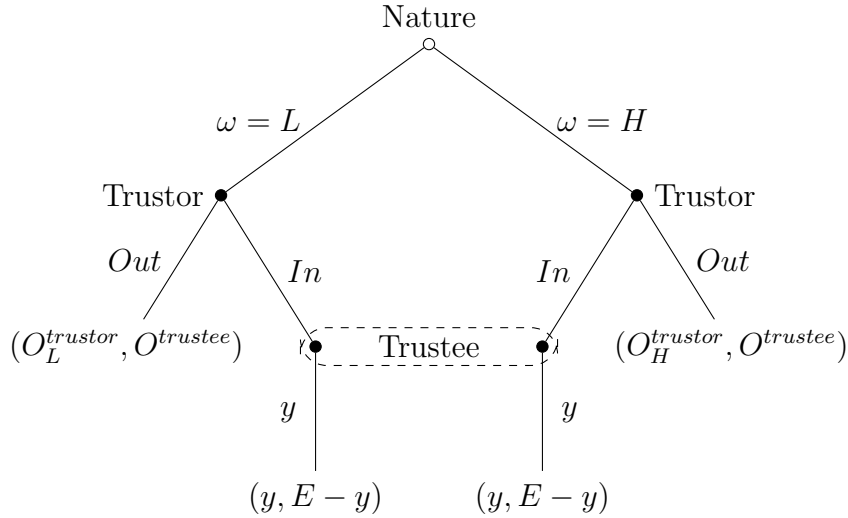 Nature
ω = L
ω = H
Trustor
Trustor
Out
In
In
Out
(O_L^{trustor}, O^{trustee})
Trustee
(O_H^{trustor}, O^{trustee})
y
y
(y, E − y)
(y, E − y)